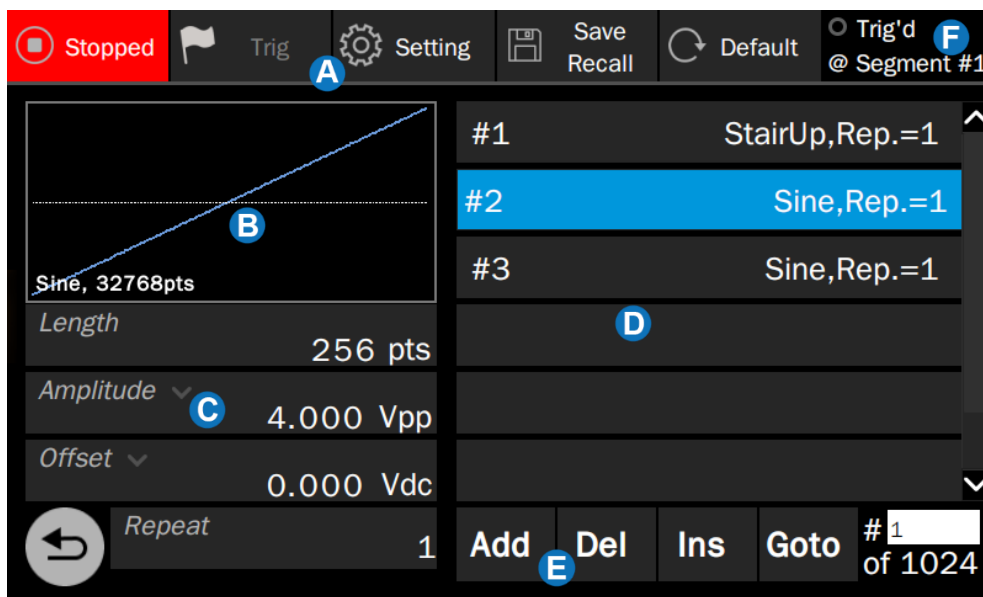 Stopped
Trig
Setting
Save
Recall
Default
Trig'd
@ Segment #1
A
F
B
Sine, 32768pts
#1 StairUp,Rep.=1
#2 Sine,Rep.=1
#3 Sine,Rep.=1
D
Length
256 pts
Amplitude
C
4.000 Vpp
Offset
0.000 Vdc
Repeat
1
Add Del Ins Goto
E
# 1
of 1024